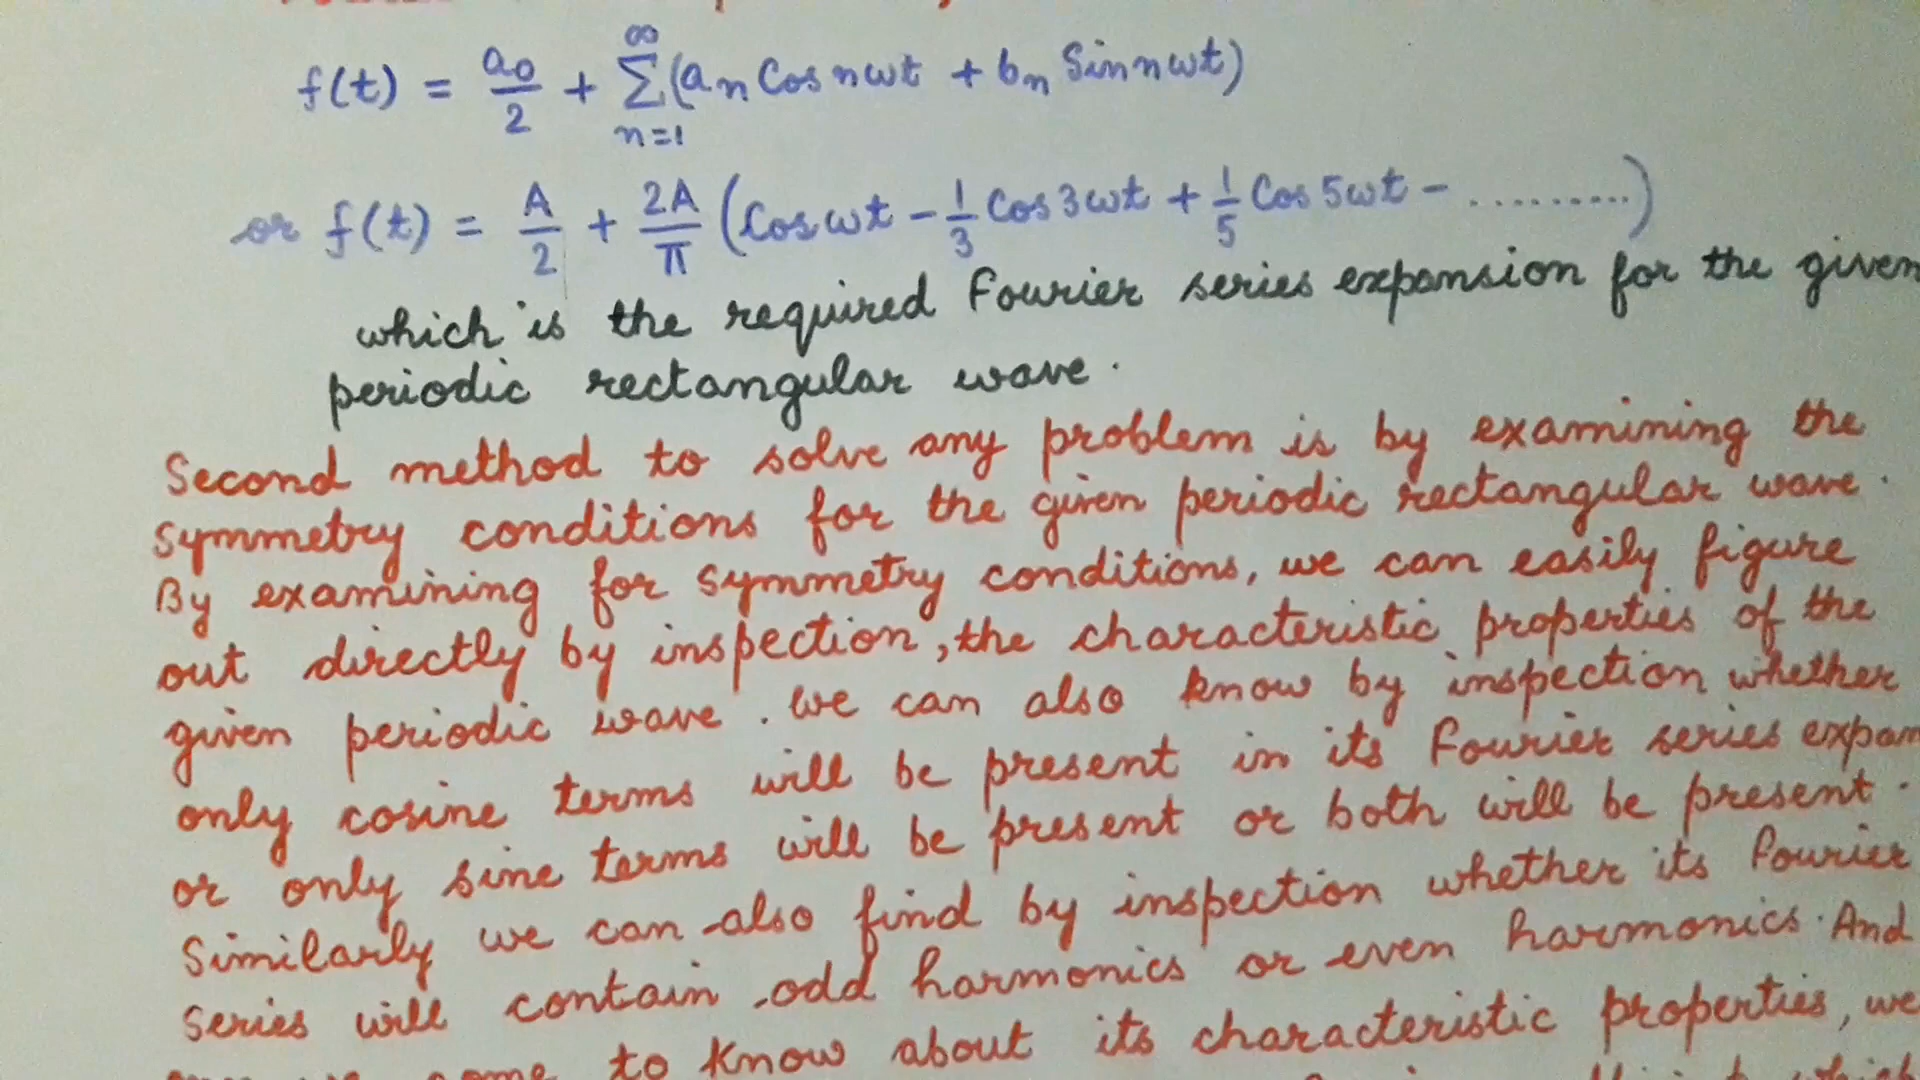 f(t) = a₀/2 + ∞Σn=1 (aₙ Cos nωt + bₙ Sin nωt)
or f(t) = A/2 + 2A/π (Cos ωt - 1/3 Cos 3ωt + 1/5 Cos 5ωt - ..........)
which is the required Fourier series expansion for the given
periodic rectangular wave.
Second method to solve any problem is by examining the
symmetry conditions for the given periodic rectangular wave.
By examining for symmetry conditions, we can easily figure
out directly by inspection, the characteristic properties of the
given periodic wave. We can also know by inspection whether
only cosine terms will be present in its Fourier series expan
or only sine terms will be present or both will be present.
Similarly we can also find by inspection whether its Fourier
series will contain odd harmonics or even harmonics. And
to know about its characteristic properties, we